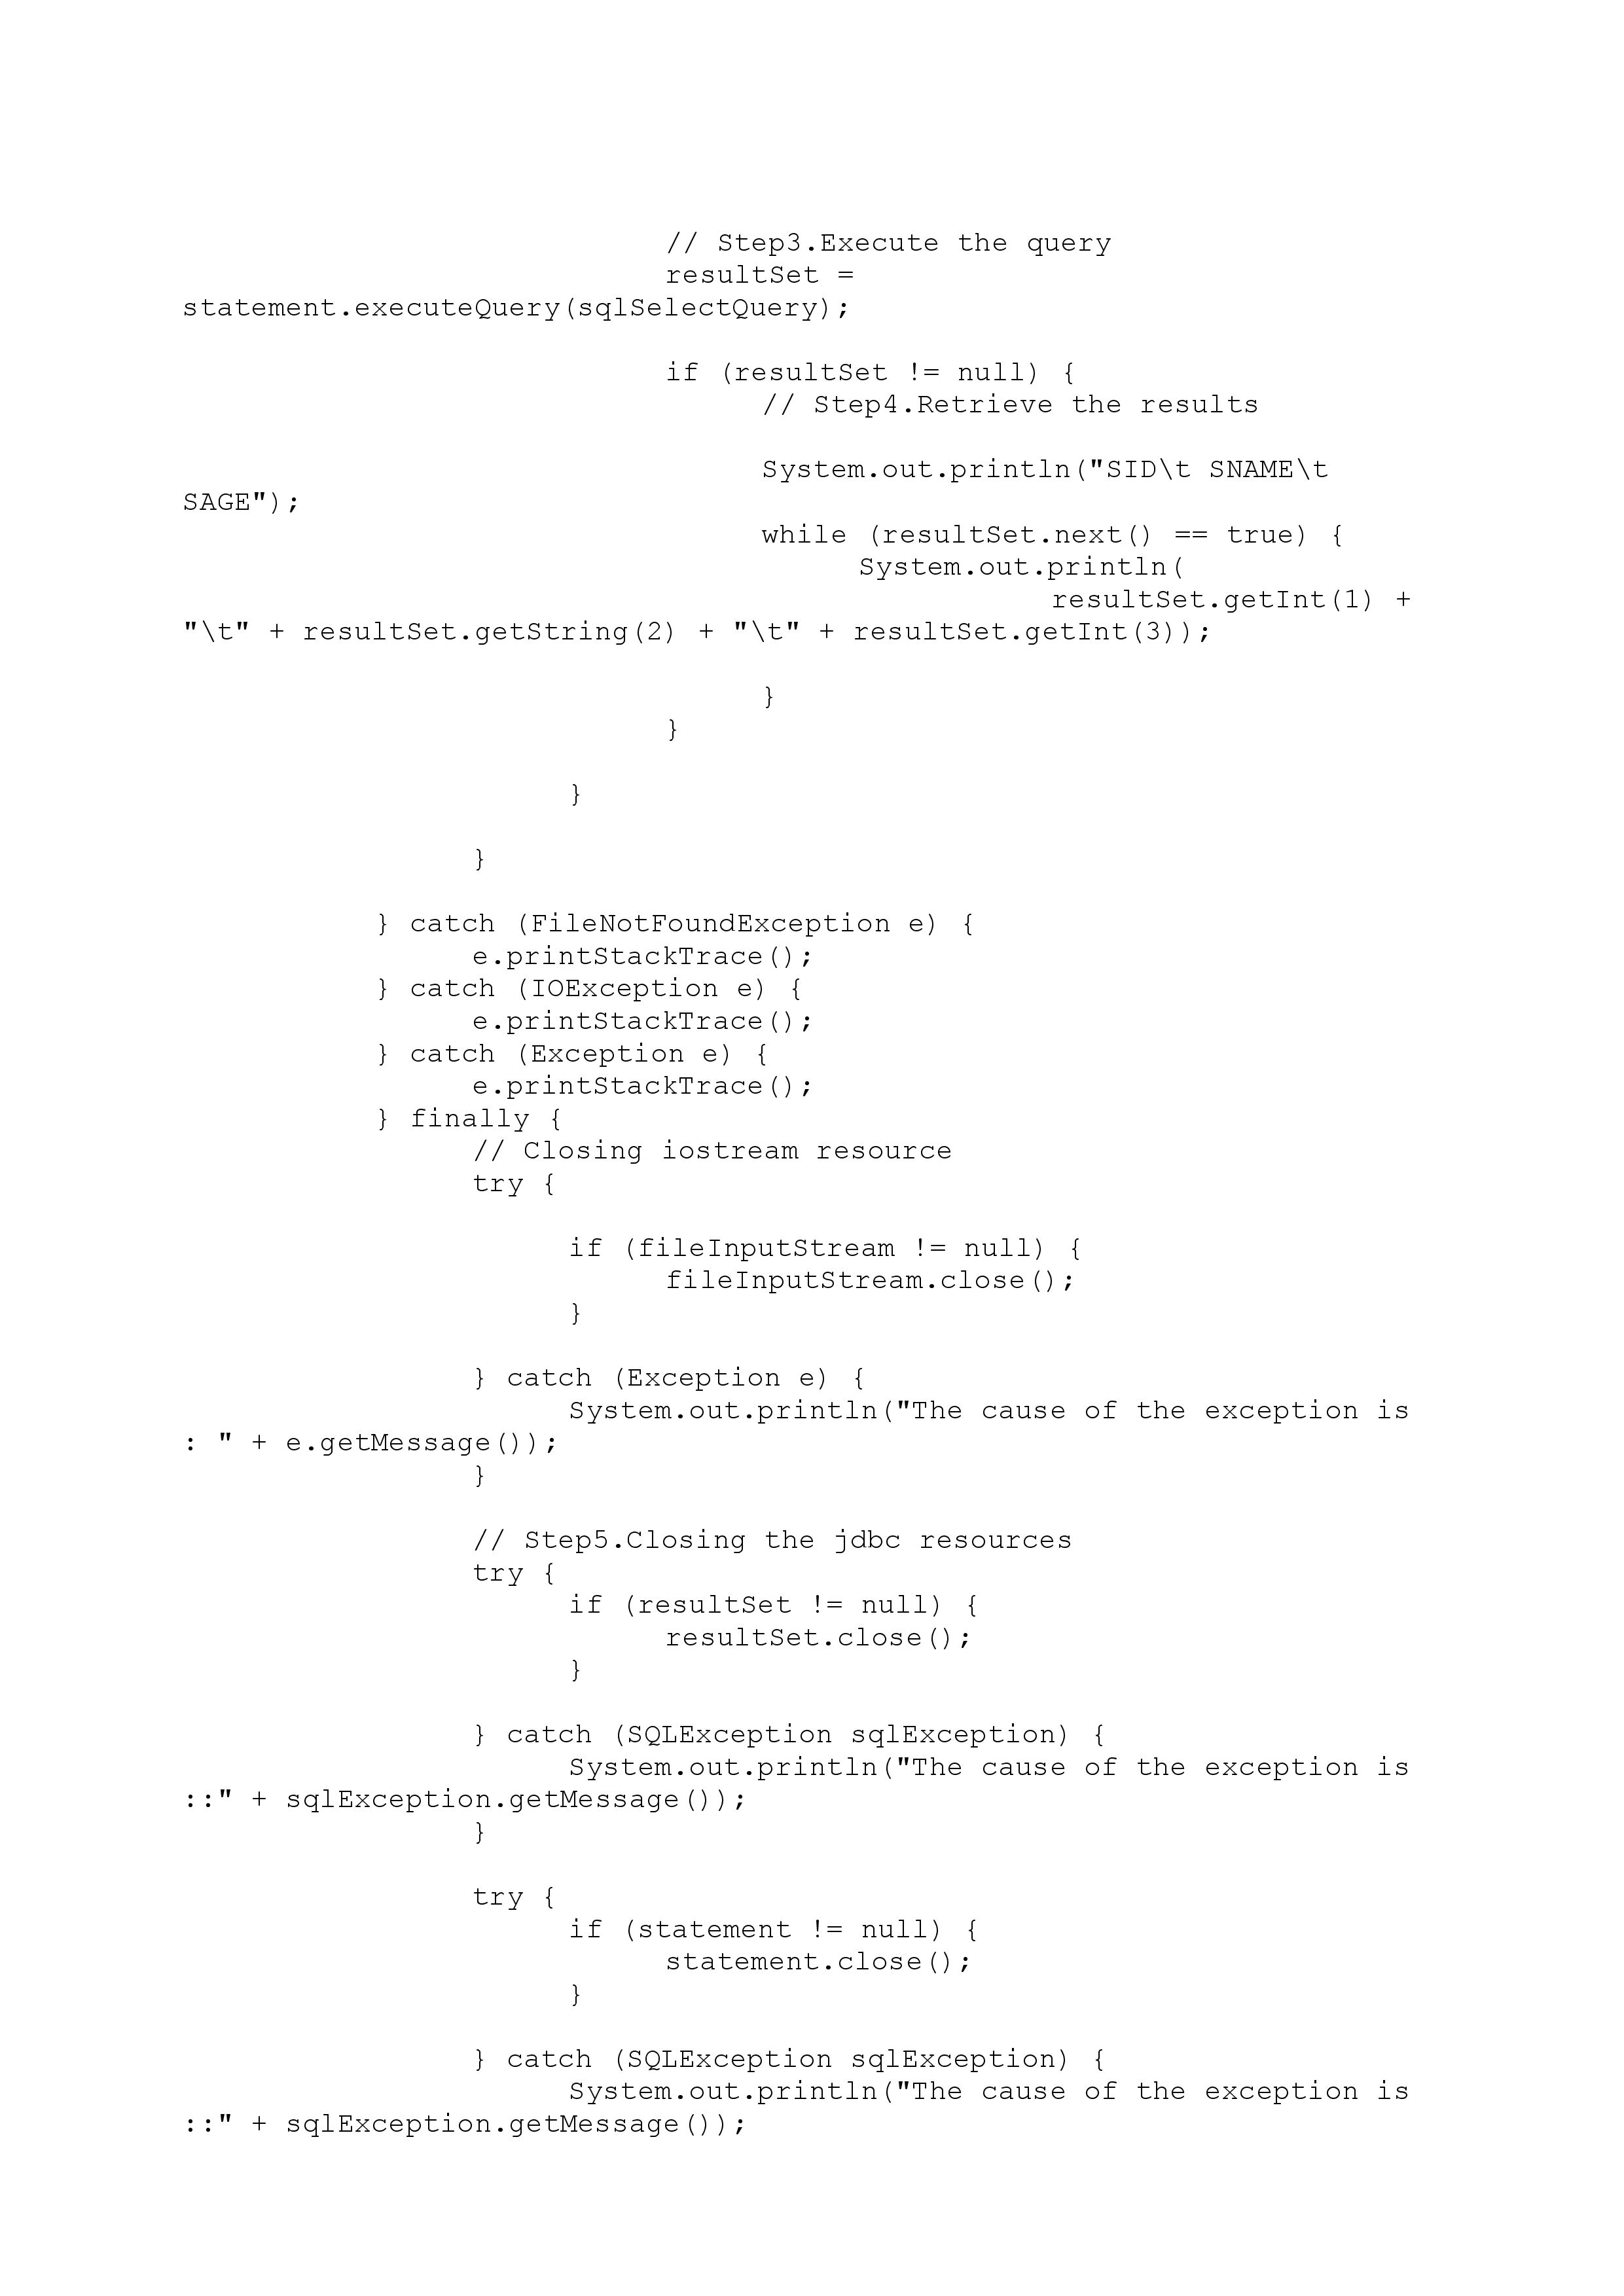 // Step3.Execute the query
resultSet =
statement.executeQuery(sqlSelectQuery);
if (resultSet != null) {
// Step4.Retrieve the results
System.out.println("SID\t SNAME\t
SAGE");
while (resultSet.next() == true) {
System.out.println(
resultSet.getInt(1) +
"\t" + resultSet.getString(2) + "\t" + resultSet.getInt(3));
}
}
}
}
} catch (FileNotFoundException e) {
e.printStackTrace();
} catch (IOException e) {
e.printStackTrace();
} catch (Exception e) {
e.printStackTrace();
} finally {
// Closing iostream resource
try {
if (fileInputStream != null) {
fileInputStream.close();
}
} catch (Exception e) {
System.out.println("The cause of the exception is
: " + e.getMessage());
}
// Step5.Closing the jdbc resources
try {
if (resultSet != null) {
resultSet.close();
}
} catch (SQLException sqlException) {
System.out.println("The cause of the exception is
::" + sqlException.getMessage());
}
try {
if (statement != null) {
statement.close();
}
} catch (SQLException sqlException) {
System.out.println("The cause of the exception is
::" + sqlException.getMessage());